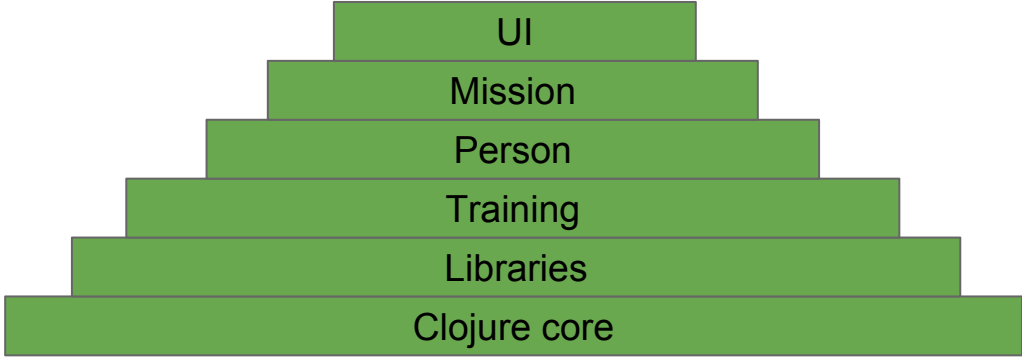 UI
Mission
Person
Training
Libraries
Clojure core